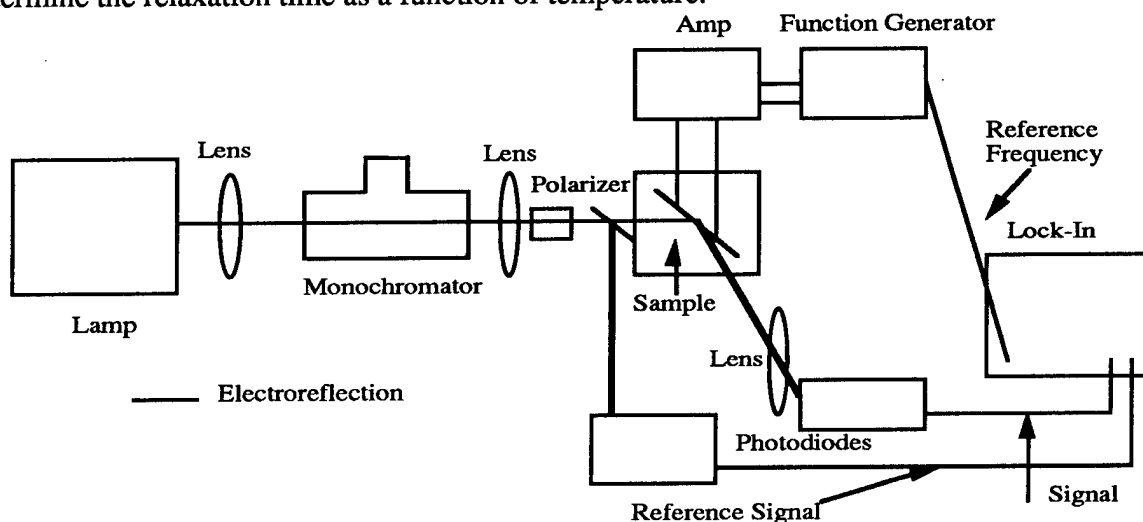 ermine the relaxation time as a function of temperature.
Amp
Function Generator
Reference
Frequency
Lens
Lens
Polarizer
Lock-In
Monochromator
Sample
Lamp
Lens
Electroreflection
Photodiodes
Reference Signal
Signal